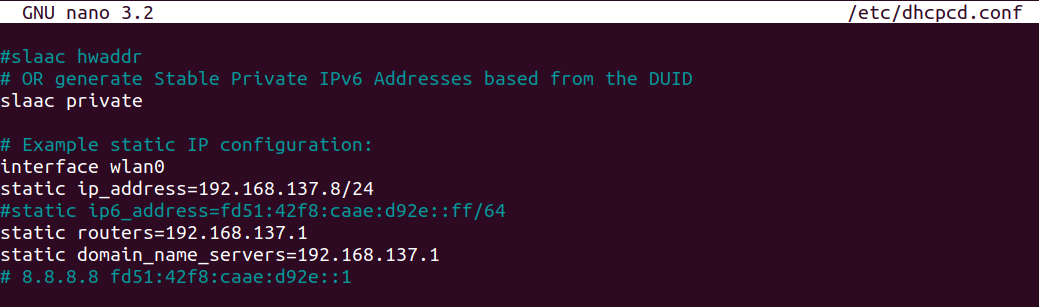 GNU nano 3.2 /etc/dhcpcd.conf
#slaac hwaddr
# OR generate Stable Private IPv6 Addresses based from the DUID
slaac private
# Example static IP configuration:
interface wlan0
static ip_address=192.168.137.8/24
#static ip6_address=fd51:42f8:caae:d92e::ff/64
static routers=192.168.137.1
static domain_name_servers=192.168.137.1
# 8.8.8.8 fd51:42f8:caae:d92e::1